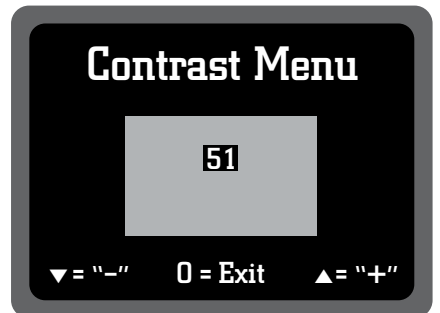 Contrast Menu
51
▼= "-" 0 = Exit ▲= "+"